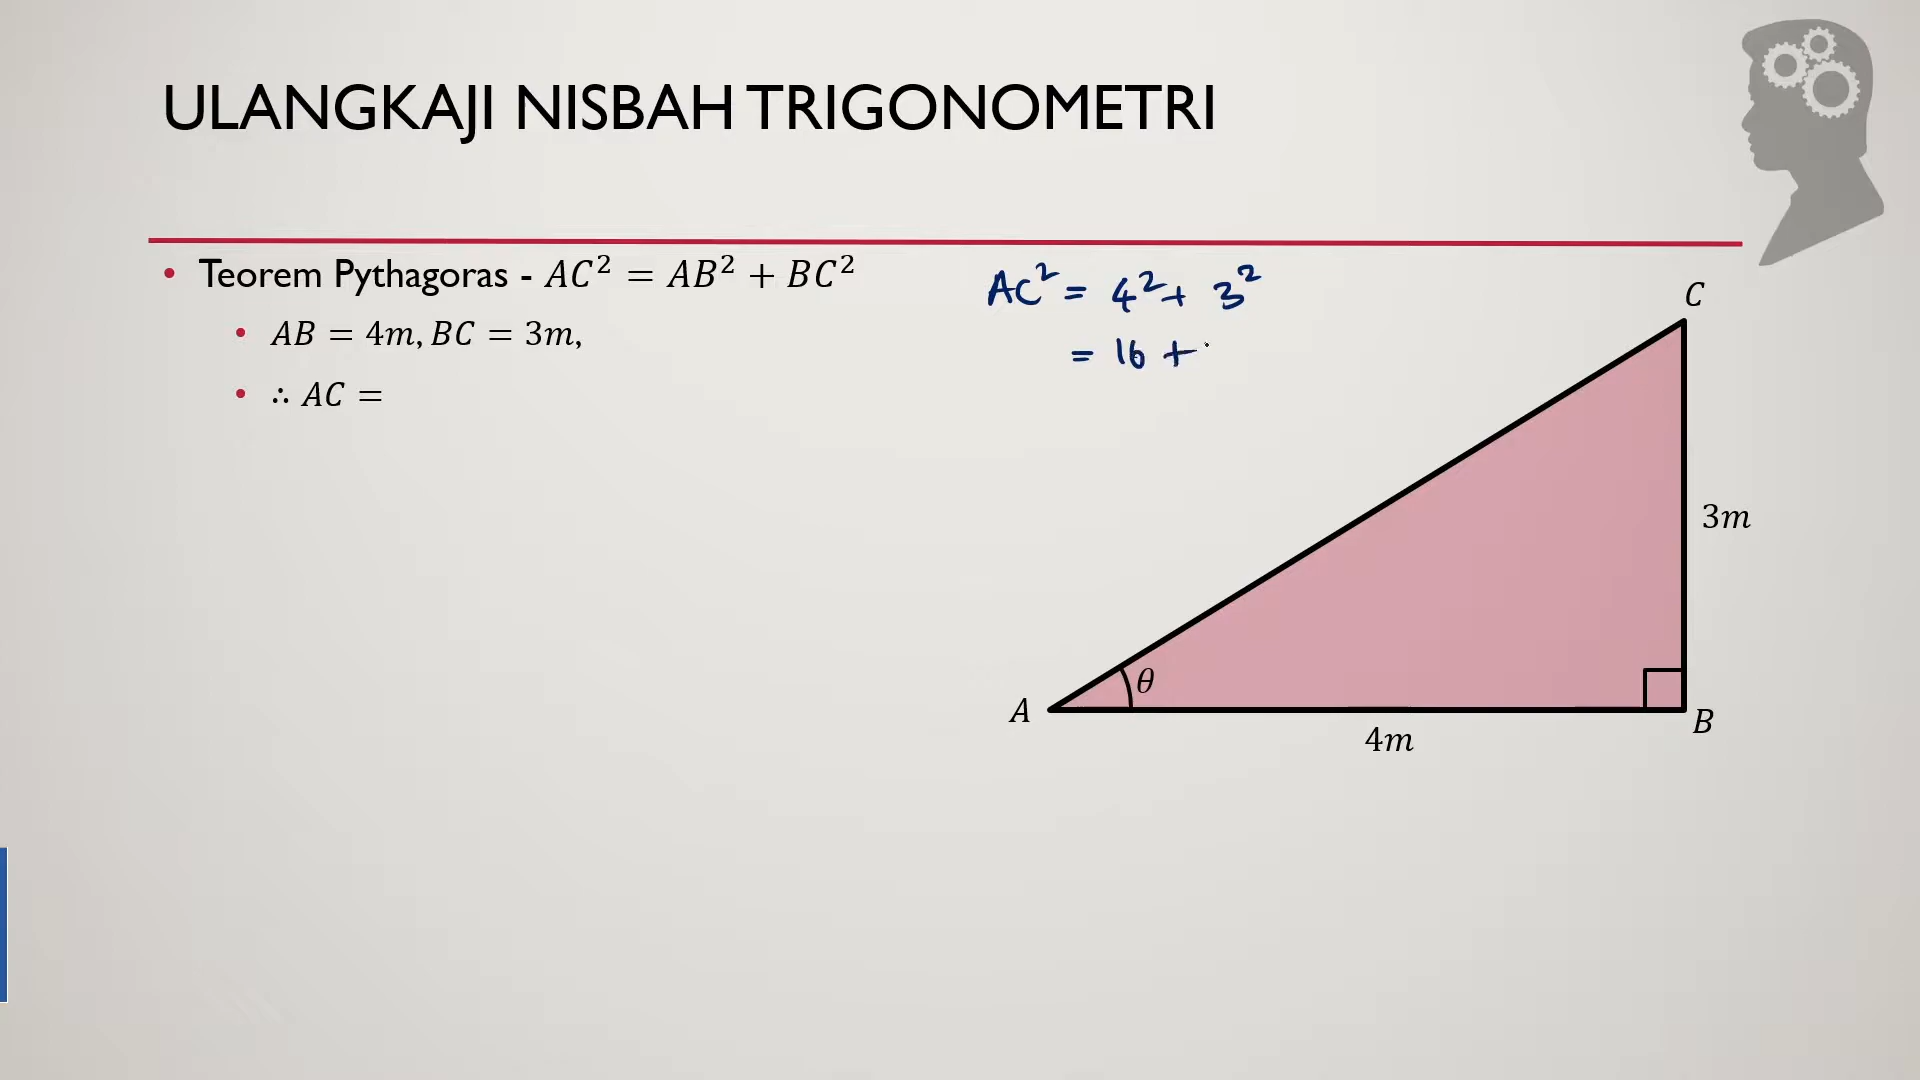 ULANGKAJI NISBAH TRIGONOMETRI
• Teorem Pythagoras - 𝐴𝐶² = 𝐴𝐵² + 𝐵𝐶²
• 𝐴𝐵 = 4𝑚, 𝐵𝐶 = 3𝑚,
• ∴ 𝐴𝐶 =
AC² = 4² + 3²
= 16 +
C
3m
θ
A
B
4m